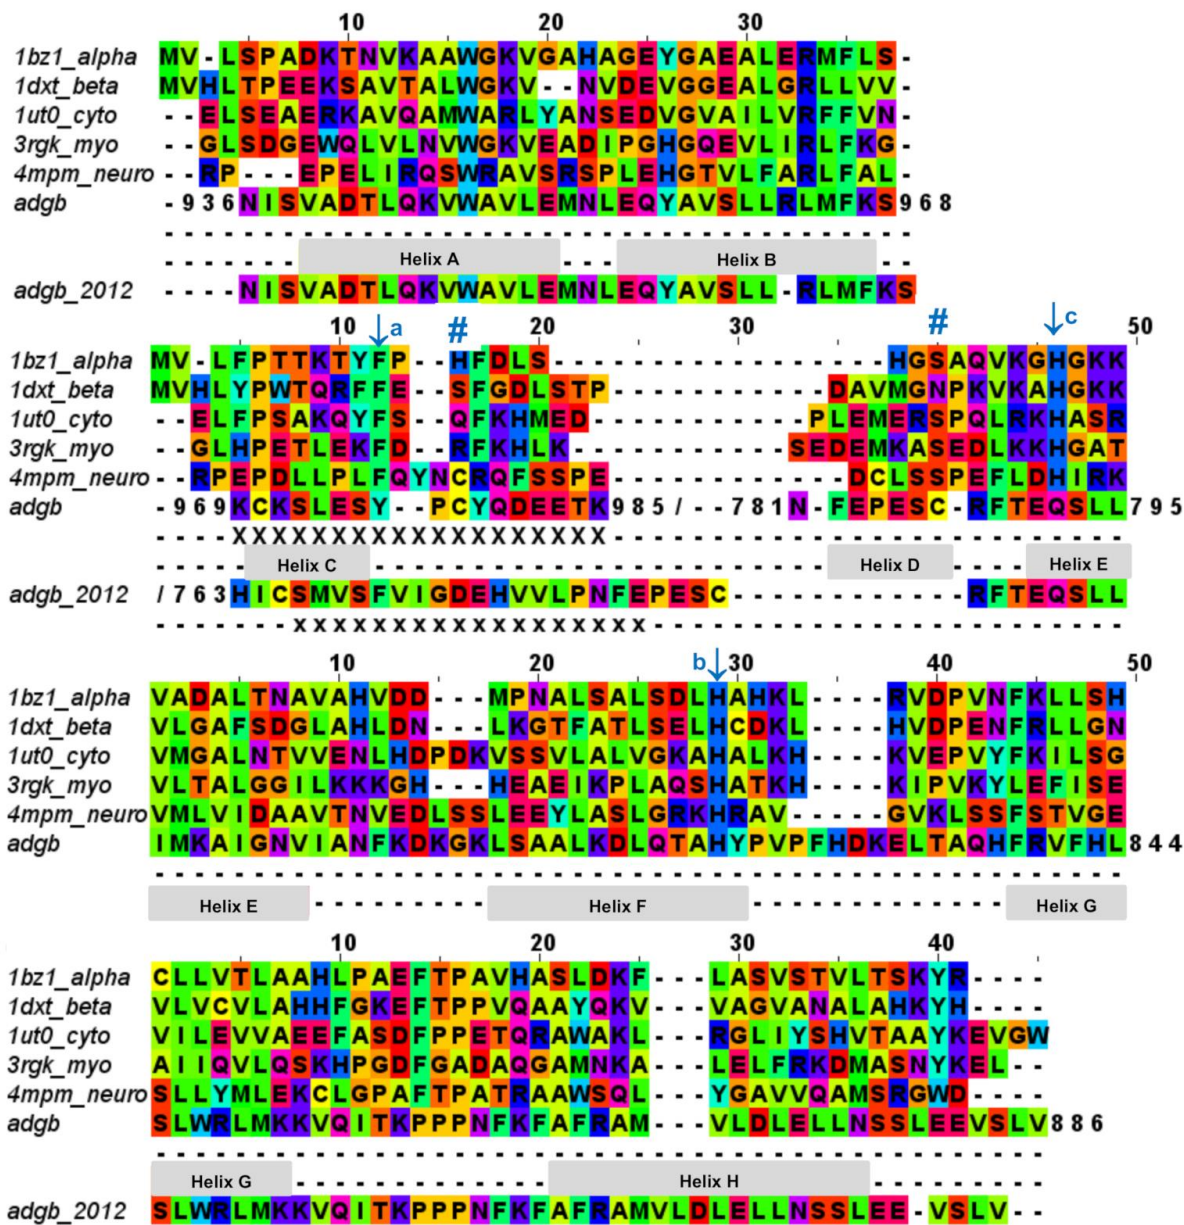 10 20 30
1bz1_alpha MV-LSPADKTNVKAAWGKVGAHAGEYGAEALERMFLS-
1dxt_beta MVHLTPEEKSAVTALWGKV--NVDEVGGEALGRLLVV-
1ut0_cyto --ELSEAERKAVQAMWARLYANSEDVGVAILVRFFVN-
3rgk_myo --GLSDGEWQLVLNVWGKVEADIPGHGQEVLIRLFKG-
4mpm_neuro --RP---EPELIRQSWRAVSRSPLEHGTVLFARLFAL-
adgb -936NISVADTLQKVWAVLEMNLEQYAVSLLRLMFKS968
--------------------------------------
------- Helix A --- Helix B --
adgb_2012 ----NISVADTLQKVWAVLEMNLEQYAVSLL-RLMFKS
10 a # 20 30 # c 50
1bz1_alpha MV-LFPTTKTYFP--HFDLS-----------------HGSAQVKGHGKK
1dxt_beta MVHLYPWTQRFFE--SFGDLSTP-----------DAVMGNPKVKAHGKK
1ut0_cyto --ELFPSAKQYFS--QFKHMED-----------PLEMERSPQLRKHASR
3rgk_myo --GLHPETLEKFD--RFKHLK-----------SEDEMKASEDLKKHGAT
4mpm_neuro --RPEPDLLPLFQYNCRQFSSPE------------DCLSSPEFLDHIRK
adgb -969KCKSLESY--PCYQDEETK985/--781N-FEPESC-RFTEQSLL795
----xxxxxxxxxxxxxxxxxxx--------------------------
----- Helix C ----------------------- Helix D ---- Helix E
adgb_2012 /763HICSMVSFVIGDEHVVLPNFEPESC------------RFTEQSLL
-------xxxxxxxxxxxxxxxxxx------------------------
10 20 b 30 40 50
1bz1_alpha VADALTNAVAHVDD---MPNALSALSDLHAHKL----RVDPVNFKLLSH
1dxt_beta VLGAFSDGLAHLDN---LKGTFATLSELHCDKL----HVDPENFRLLGN
1ut0_cyto VMGALNTVVENLHDPDKVSSVLALVGKAHALKH----KVEPVYFKILSG
3rgk_myo VLTALGGILKKKGH---HEAEIKPLAQSHATKH----KIPVKYLEFISE
4mpm_neuro VMLVIDAAVTNVEDLSSLEEYLASLGRKHRAV-----GVKLSSFSTVGE
adgb IMKAIGNVIANFKDKGKLSAALKDLQTAHYPVPFHDKELTAQHFRVFHL844
-------------------------------------------------
Helix E --------- Helix F ------------- Helix G
10 20 30 40
1bz1_alpha CLLVTLAAHLPAEFTPAVHASLDKF---LASVSTVLTSKYR----
1dxt_beta VLVCVLAHHFGKEFTPPVQAAYQKV---VAGVANALAHKYH----
1ut0_cyto VILEVVAEEFASDFPPETQRAWAKL---RGLIYSHVTAAYKEVGW
3rgk_myo AIIQVLQSKHPGDFGADAQGAMNKA---LELFRKDMASNYKEL--
4mpm_neuro SLLYMLEKCLGPAFTPATRAAWSQL---YGAVVQAMSRGWD----
adgb SLWRLMKKVQITKPPPNFKFAFRAM---VLDLELLNSSLEEVSLV886
---------------------------------------------
Helix G ------------- Helix H ---------
adgb_2012 SLWRLMKKVQITKPPPNFKFAFRAMVLDLELLNSSLEE-VSLV--